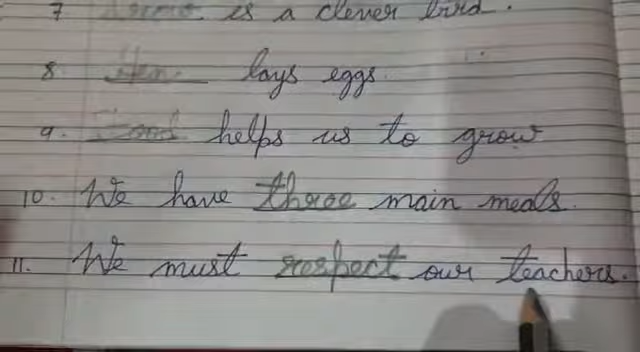 7 is a clever bird.
8. Hen lays eggs.
9. Food helps us to grow
10. We have three main meals.
11. We must respect our teachers.